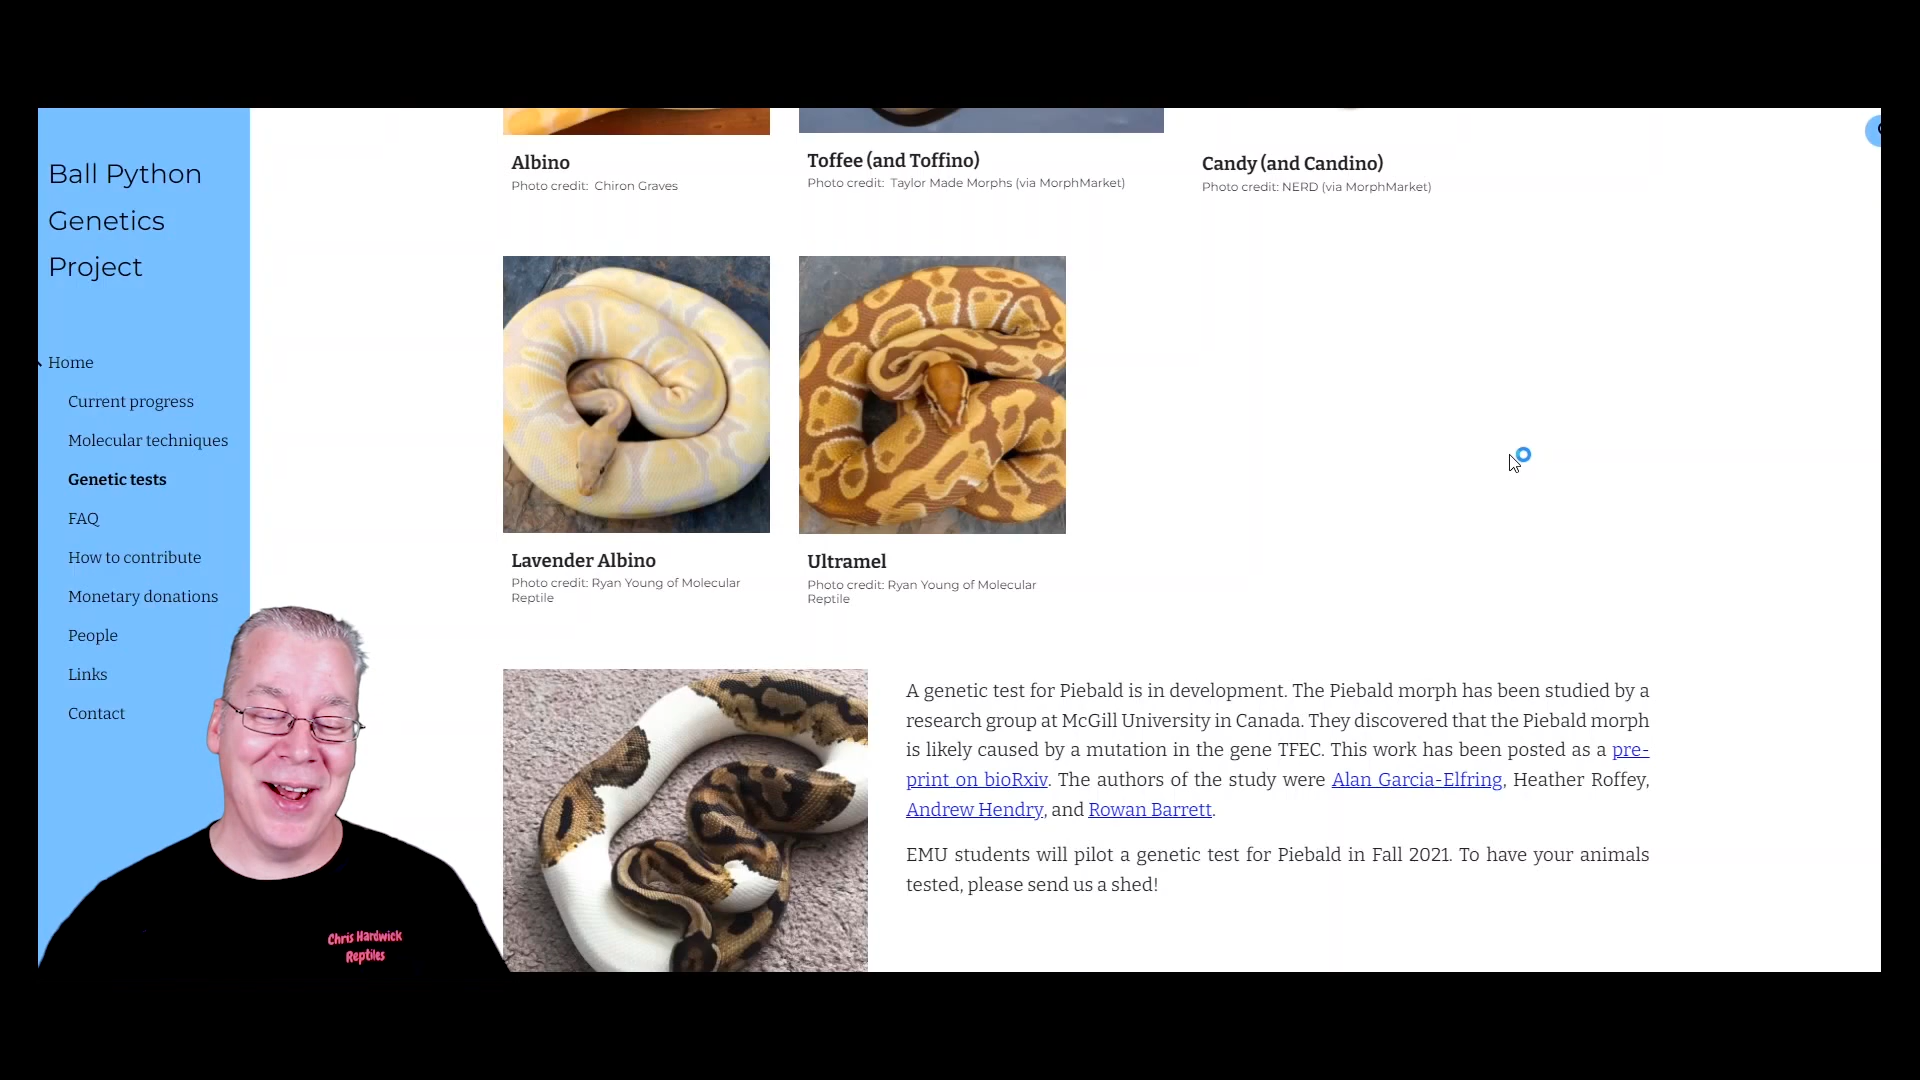 Ball Python
Genetics
Project
Home
Current progress
Molecular techniques
Genetic tests
FAQ
How to contribute
Monetary donations
People
Links
Contact
Albino
Photo credit: Chiron Graves
Toffee (and Toffino)
Photo credit: Taylor Made Morphs (via MorphMarket)
Candy (and Candino)
Photo credit: NERD (via MorphMarket)
Lavender Albino
Photo credit: Ryan Young of Molecular
Reptile
Ultramel
Photo credit: Ryan Young of Molecular
Reptile
A genetic test for Piebald is in development. The Piebald morph has been studied by a
research group at McGill University in Canada. They discovered that the Piebald morph
is likely caused by a mutation in the gene TFEC. This work has been posted as a pre-
print on bioRxiv. The authors of the study were Alan Garcia-Elfring, Heather Roffey,
Andrew Hendry, and Rowan Barrett.
EMU students will pilot a genetic test for Piebald in Fall 2021. To have your animals
tested, please send us a shed!
Chris Hardwick
Reptiles